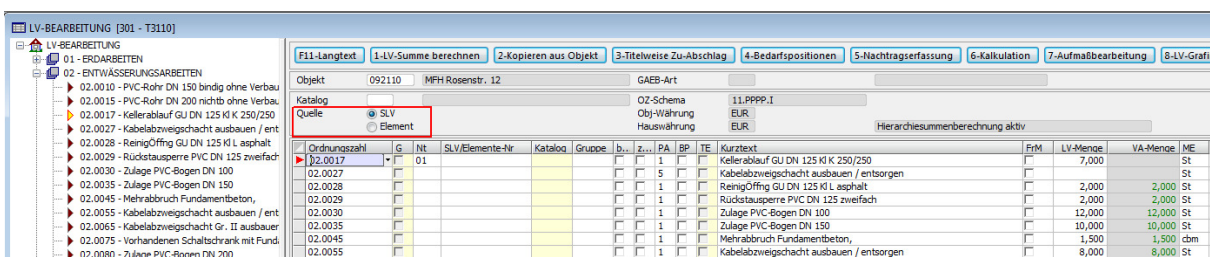 LV-BEARBEITUNG [301 - T3110]
LV-BEARBEITUNG
01 - ERDARBEITEN
02 - ENTWÄSSERUNGSARBEITEN
02.0010 - PVC-Rohr DN 150 bindig ohne Verbau
02.0015 - PVC-Rohr DN 200 nichtb ohne Verbau
02.0017 - Kellerablauf GU DN 125 Kl K 250/250
02.0027 - Kabelabzweigschacht ausbauen / ent
02.0028 - ReinigÖffng GU DN 125 Kl L asphalt
02.0029 - Rückstausperre PVC DN 125 zweifach
02.0030 - Zulage PVC-Bogen DN 100
02.0035 - Zulage PVC-Bogen DN 150
02.0045 - Mehrabbruch Fundamentbeton,
02.0055 - Kabelabzweigschacht ausbauen / ent
02.0065 - Kabelabzweigschacht Gr. II ausbauer
02.0075 - Vorhandenen Schaltschrank mit Funda
02.0080 - Zulage PVC-Bogen DN 200
F11-Langtext 1-LV-Summe berechnen 2-Kopieren aus Objekt 3-Titelweise Zu-Abschlag 4-Bedarfspositionen 5-Nachtragserfassung 6-Kalkulation 7-Aufmaßbearbeitung 8-LV-Grafi
Objekt 092110 MFH Rosenstr. 12 GAEB-Art
Katalog OZ-Schema 11.PPPP.I
Quelle SLV Obj-Währung EUR
Element Hauswährung EUR Hierarchiesummenberechnung aktiv
Ordnungszahl G Nt SLV/Elemente-Nr Katalog Gruppe b... z... PA BP TE Kurztext FrM LV-Menge VA-Menge ME
02.0017 01 1 Kellerablauf GU DN 125 Kl K 250/250 7,000 St
02.0027 5 Kabelabzweigschacht ausbauen / entsorgen St
02.0028 1 ReinigÖffng GU DN 125 Kl L asphalt 2,000 2,000 St
02.0029 1 Rückstausperre PVC DN 125 zweifach 2,000 2,000 St
02.0030 1 Zulage PVC-Bogen DN 100 12,000 12,000 St
02.0035 1 Zulage PVC-Bogen DN 150 10,000 10,000 St
02.0045 1 Mehrabbruch Fundamentbeton, 1,500 1,500 cbm
02.0055 1 Kabelabzweigschacht ausbauen / entsorgen 8,000 8,000 St